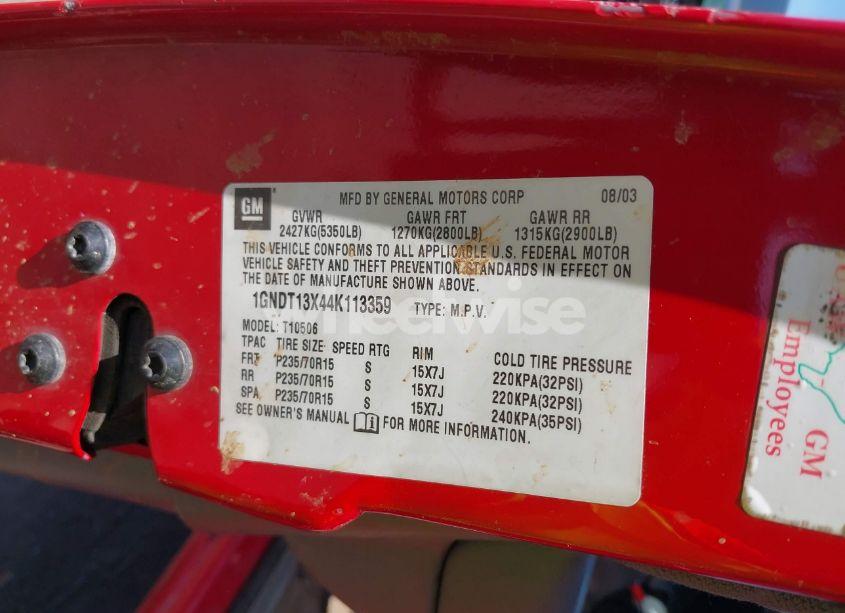 GM MFD BY GENERAL MOTORS CORP 08/03
GVWR GAWR FRT GAWR RR
2427KG(5350LB) 1270KG(2800LB) 1315KG(2900LB)
THIS VEHICLE CONFORMS TO ALL APPLICABLE U.S. FEDERAL MOTOR
VEHICLE SAFETY AND THEFT PREVENTION STANDARDS IN EFFECT ON
THE DATE OF MANUFACTURE SHOWN ABOVE.
1GNDT13X44K113359 TYPE: M.P.V.
wheelwise
MODEL: T10506
TPAC TIRE SIZE: SPEED RTG RIM COLD TIRE PRESSURE
FRT P235/70R15 S 15X7J 220KPA(32PSI)
RR P235/70R15 S 15X7J 220KPA(32PSI)
SPA P235/70R15 S 15X7J 240KPA(35PSI)
SEE OWNER'S MANUAL i FOR MORE INFORMATION.
GM
Employees